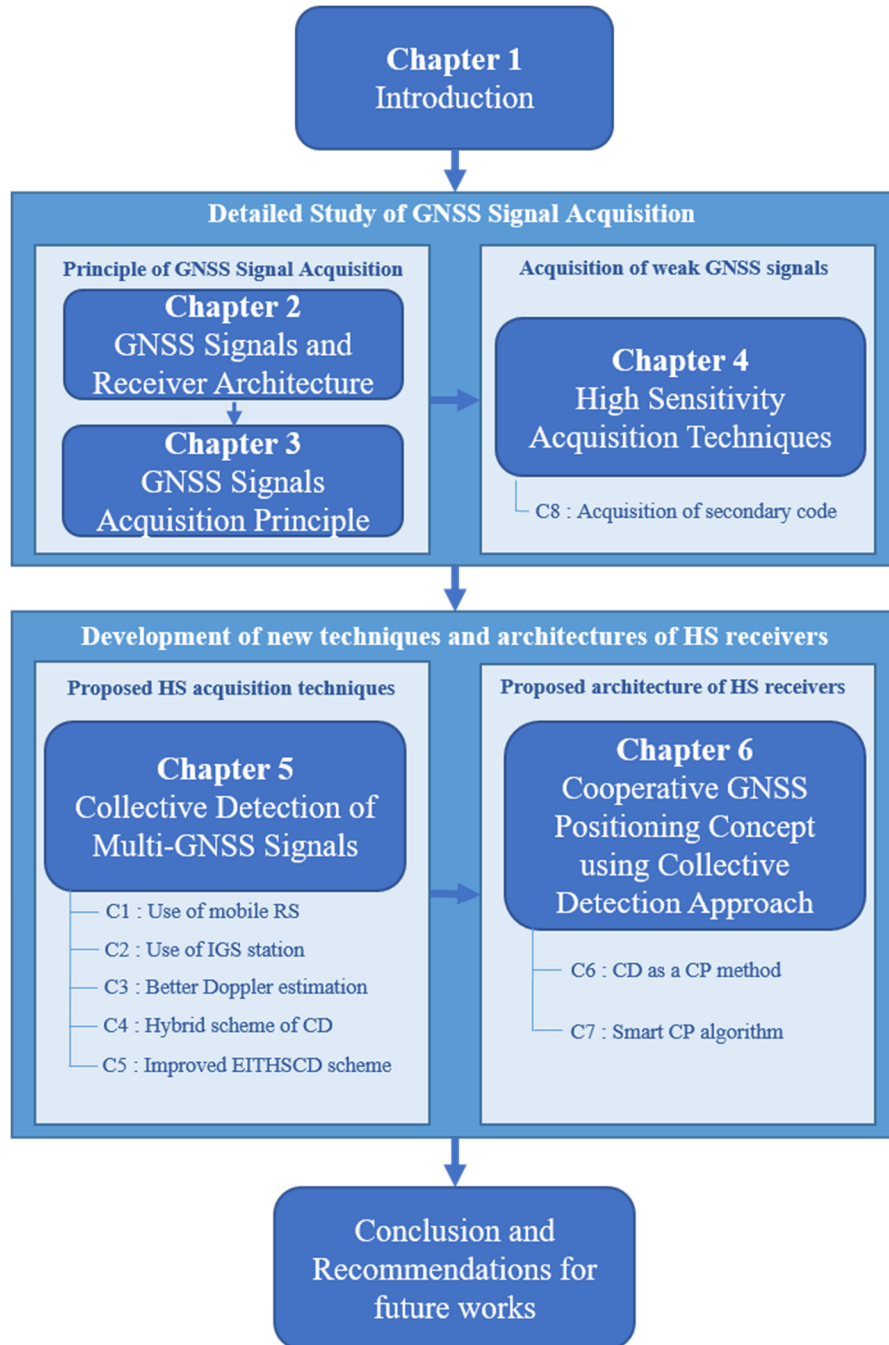 Chapter 1
Introduction
Detailed Study of GNSS Signal Acquisition
Principle of GNSS Signal Acquisition
Chapter 2
GNSS Signals and
Receiver Architecture
Chapter 3
GNSS Signals
Acquisition Principle
Acquisition of weak GNSS signals
Chapter 4
High Sensitivity
Acquisition Techniques
C8 : Acquisition of secondary code
Development of new techniques and architectures of HS receivers
Proposed HS acquisition techniques
Chapter 5
Collective Detection of
Multi-GNSS Signals
C1 : Use of mobile RS
C2 : Use of IGS station
C3 : Better Doppler estimation
C4 : Hybrid scheme of CD
C5 : Improved EITHSCD scheme
Proposed architecture of HS receivers
Chapter 6
Cooperative GNSS
Positioning Concept
using Collective
Detection Approach
C6 : CD as a CP method
C7 : Smart CP algorithm
Conclusion and
Recommendations for
future works